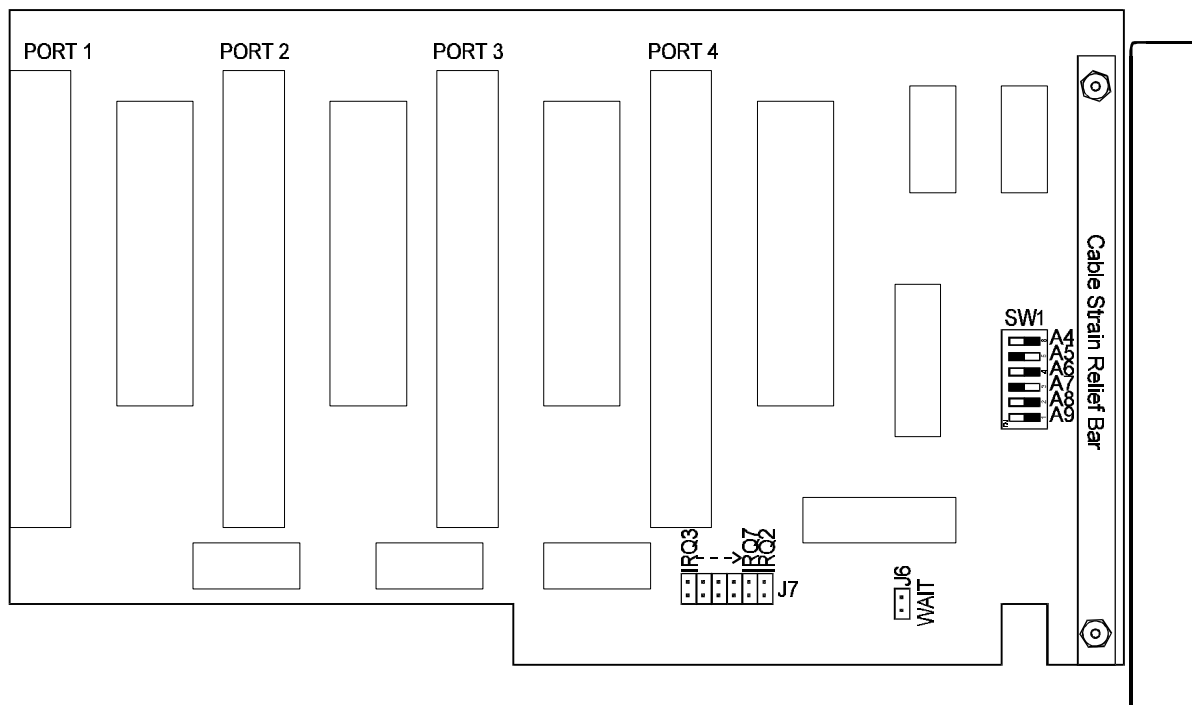 PORT 1
PORT 2
PORT 3
PORT 4
Cable Strain Relief Bar
SW1
A4
A5
A6
A7
A8
A9
IRQ3
IRQ7
IRQ2
J7
J6
WAIT